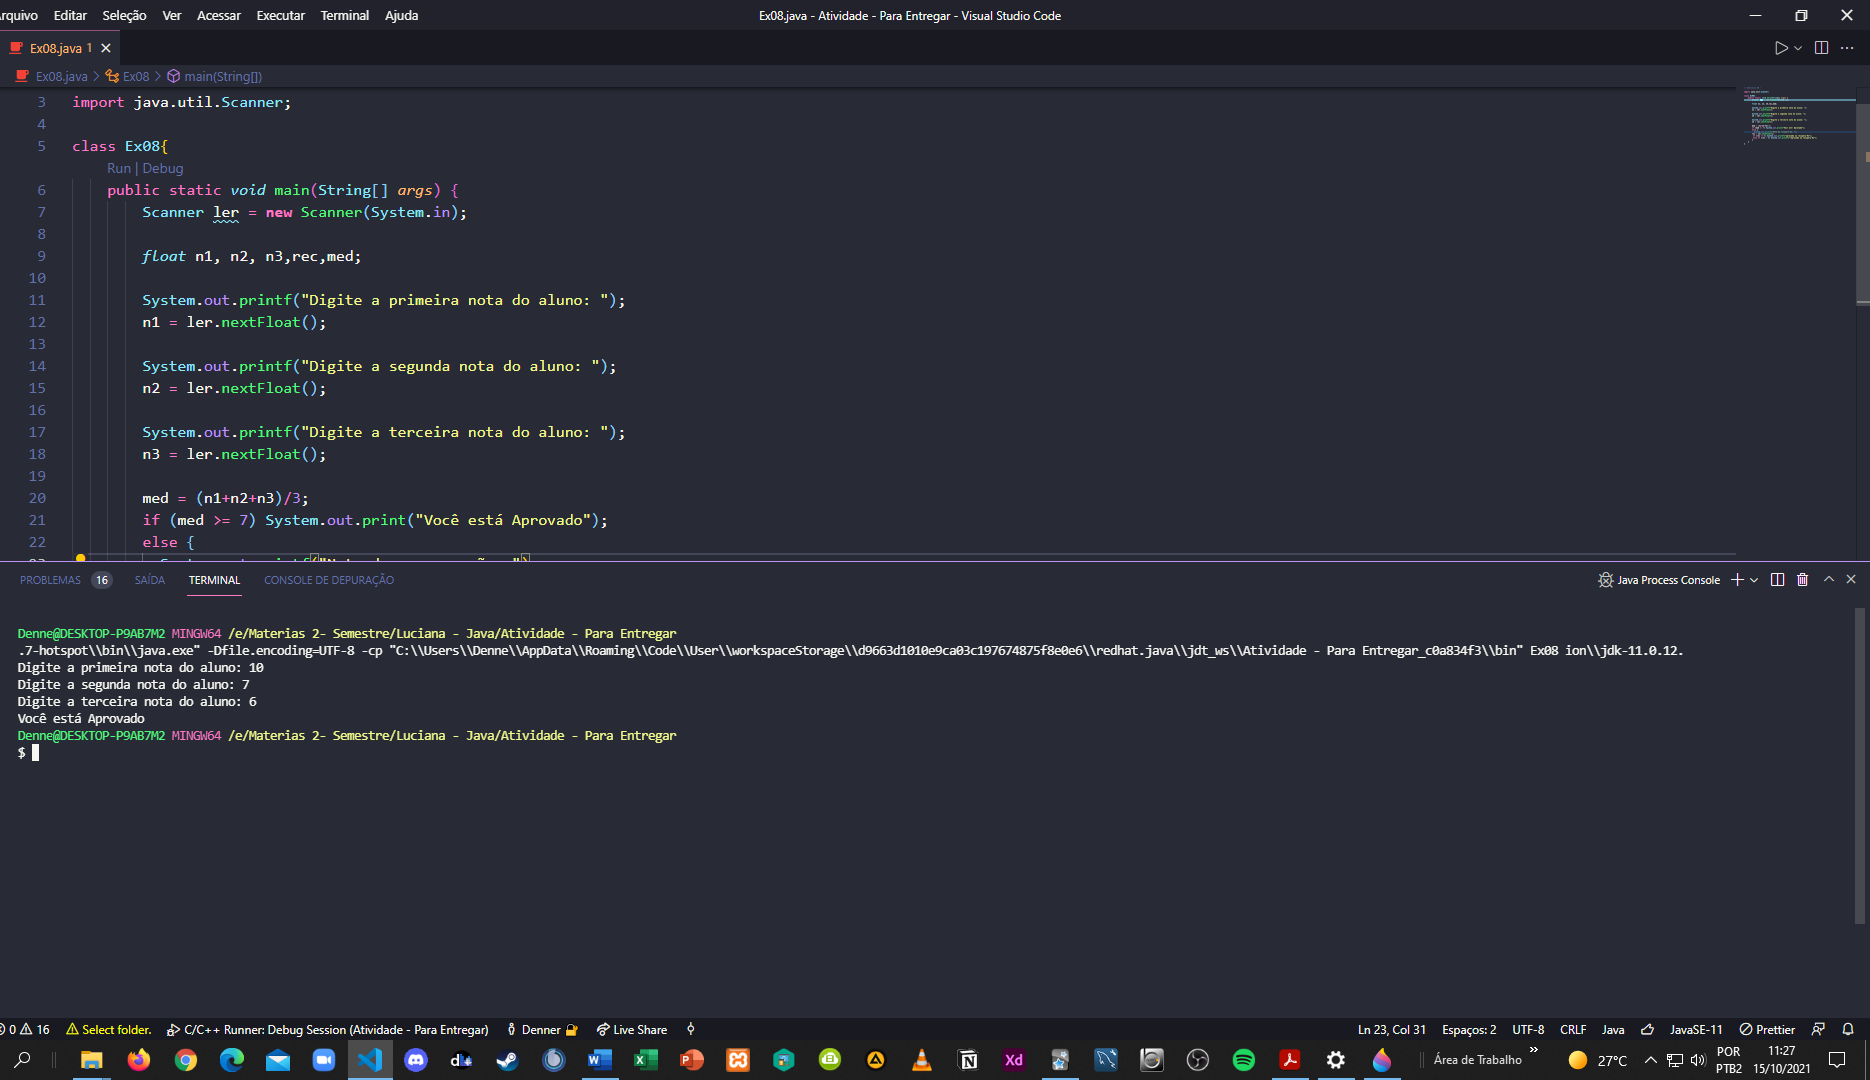 rquivo Editar Seleção Ver Acessar Executar Terminal Ajuda Ex08.java - Atividade - Para Entregar - Visual Studio Code
Ex08.java 1
Ex08.java > Ex08 > main(String[])
3 import java.util.Scanner;
4
5 class Ex08{
Run | Debug
6 public static void main(String[] args) {
7 Scanner ler = new Scanner(System.in);
8
9 float n1, n2, n3,rec,med;
10
11 System.out.printf("Digite a primeira nota do aluno: ");
12 n1 = ler.nextFloat();
13
14 System.out.printf("Digite a segunda nota do aluno: ");
15 n2 = ler.nextFloat();
16
17 System.out.printf("Digite a terceira nota do aluno: ");
18 n3 = ler.nextFloat();
19
20 med = (n1+n2+n3)/3;
21 if (med >= 7) System.out.print("Você está Aprovado");
22 else {
PROBLEMAS 16 SAÍDA TERMINAL CONSOLE DE DEPURAÇÃO Java Process Console
Denne@DESKTOP-P9AB7M2 MINGW64 /e/Materias 2- Semestre/Luciana - Java/Atividade - Para Entregar
.7-hotspot\\bin\\java.exe" -Dfile.encoding=UTF-8 -cp "C:\\Users\\Denne\\AppData\\Roaming\\Code\\User\\workspaceStorage\\d9663d1010e9ca03c197674875f8e0e6\\redhat.java\\jdt_ws\\Atividade - Para Entregar_c0a834f3\\bin" Ex08 ion\\jdk-11.0.12.
Digite a primeira nota do aluno: 10
Digite a segunda nota do aluno: 7
Digite a terceira nota do aluno: 6
Você está Aprovado
Denne@DESKTOP-P9AB7M2 MINGW64 /e/Materias 2- Semestre/Luciana - Java/Atividade - Para Entregar
$
0 16 Select folder. C/C++ Runner: Debug Session (Atividade - Para Entregar) Denner Live Share Ln 23, Col 31 Espaços: 2 UTF-8 CRLF Java JavaSE-11 Prettier
Área de Trabalho 27°C POR 11:27
PTB2 15/10/2021